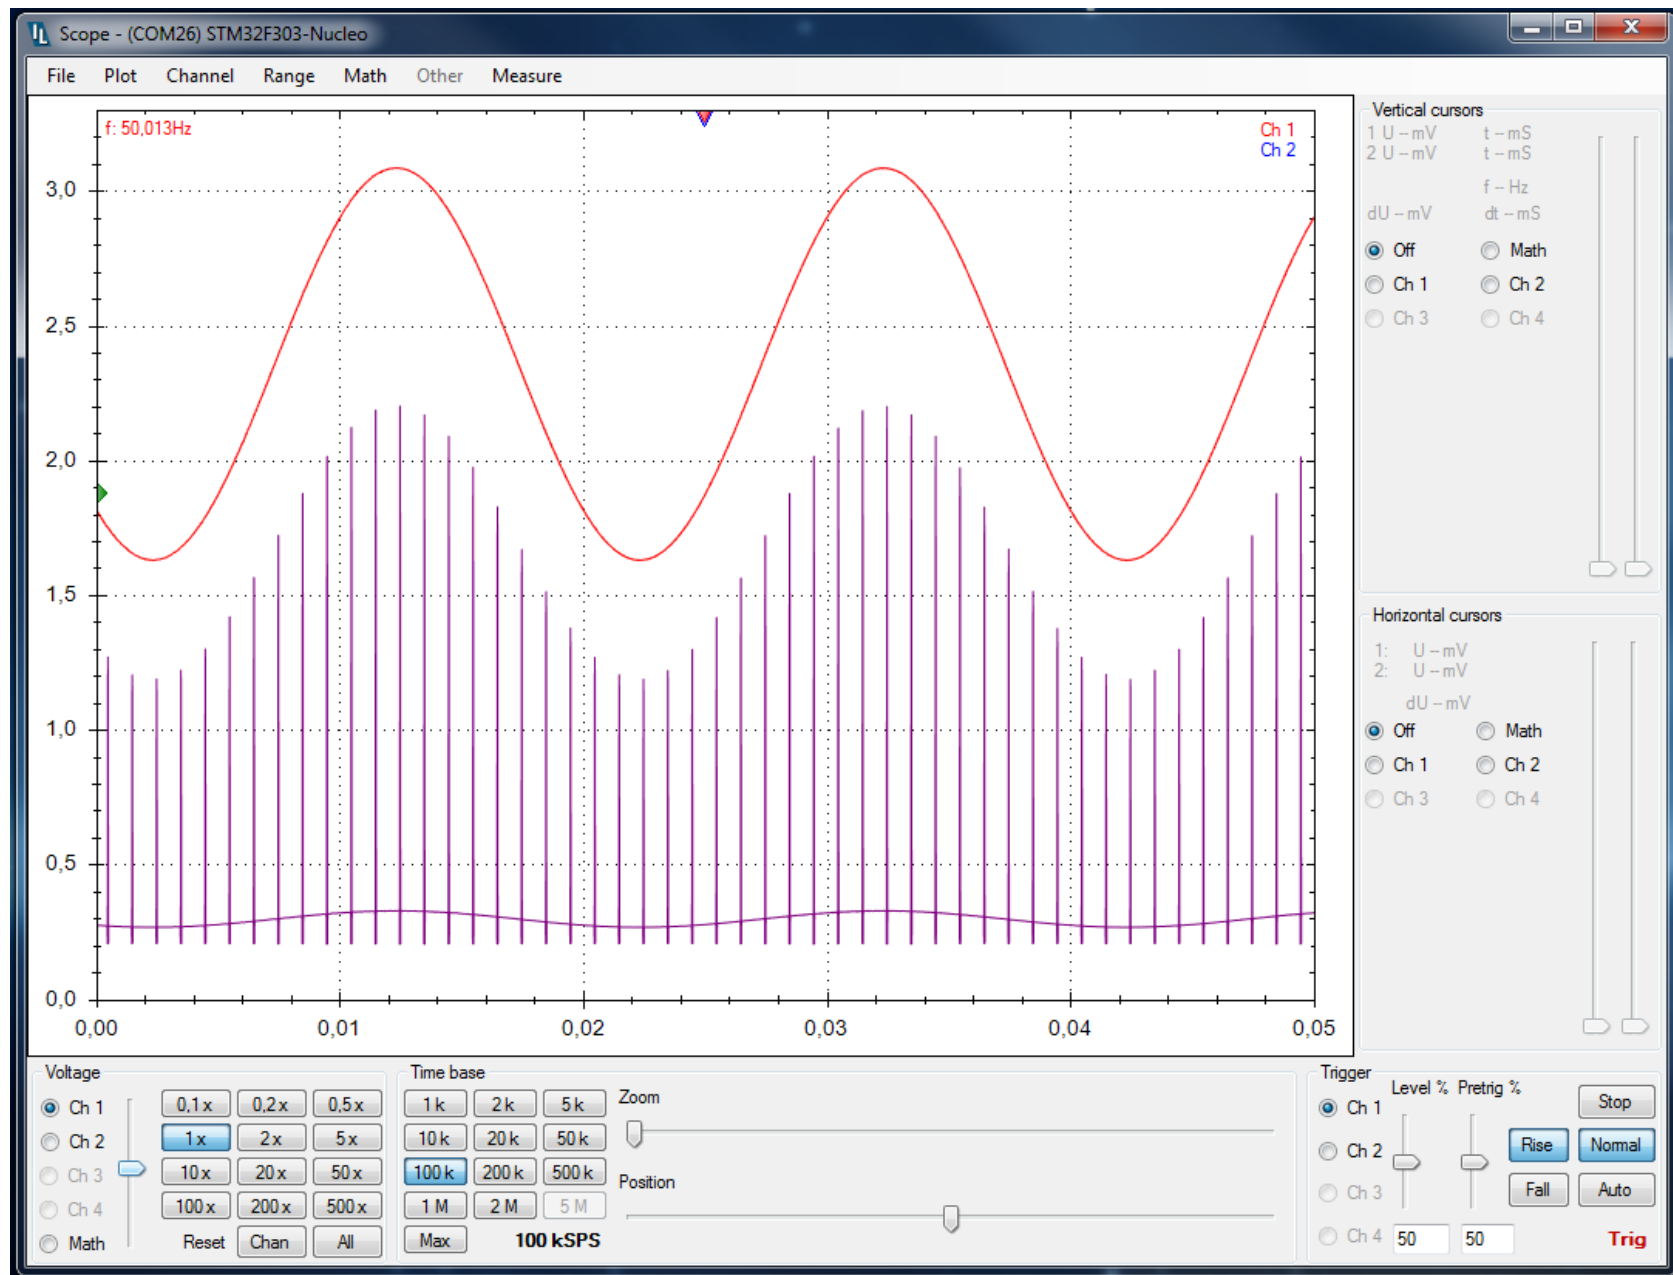 Scope - (COM26) STM32F303-Nucleo
File Plot Channel Range Math Other Measure
f: 50,013Hz
Ch 1
Ch 2
3,0
2,5
2,0
1,5
1,0
0,5
0,0
0,00 0,01 0,02 0,03 0,04 0,05
Vertical cursors
1 U -- mV t -- mS
2 U -- mV t -- mS
f -- Hz
dU -- mV dt -- mS
Off Math
Ch 1 Ch 2
Ch 3 Ch 4
Horizontal cursors
1: U -- mV
2: U -- mV
dU -- mV
Off Math
Ch 1 Ch 2
Ch 3 Ch 4
Voltage
Ch 1 0,1 x 0,2 x 0,5 x
Ch 2 1 x 2 x 5 x
Ch 3 10 x 20 x 50 x
Ch 4 100 x 200 x 500 x
Math Reset Chan All
Time base
1 k 2 k 5 k
10 k 20 k 50 k
100 k 200 k 500 k
1 M 2 M 5 M
Max 100 kSPS
Zoom
Position
Trigger
Level % Pretrig %
Ch 1 Stop
Ch 2 Rise Normal
Ch 3 Fall Auto
Ch 4 50 50 Trig